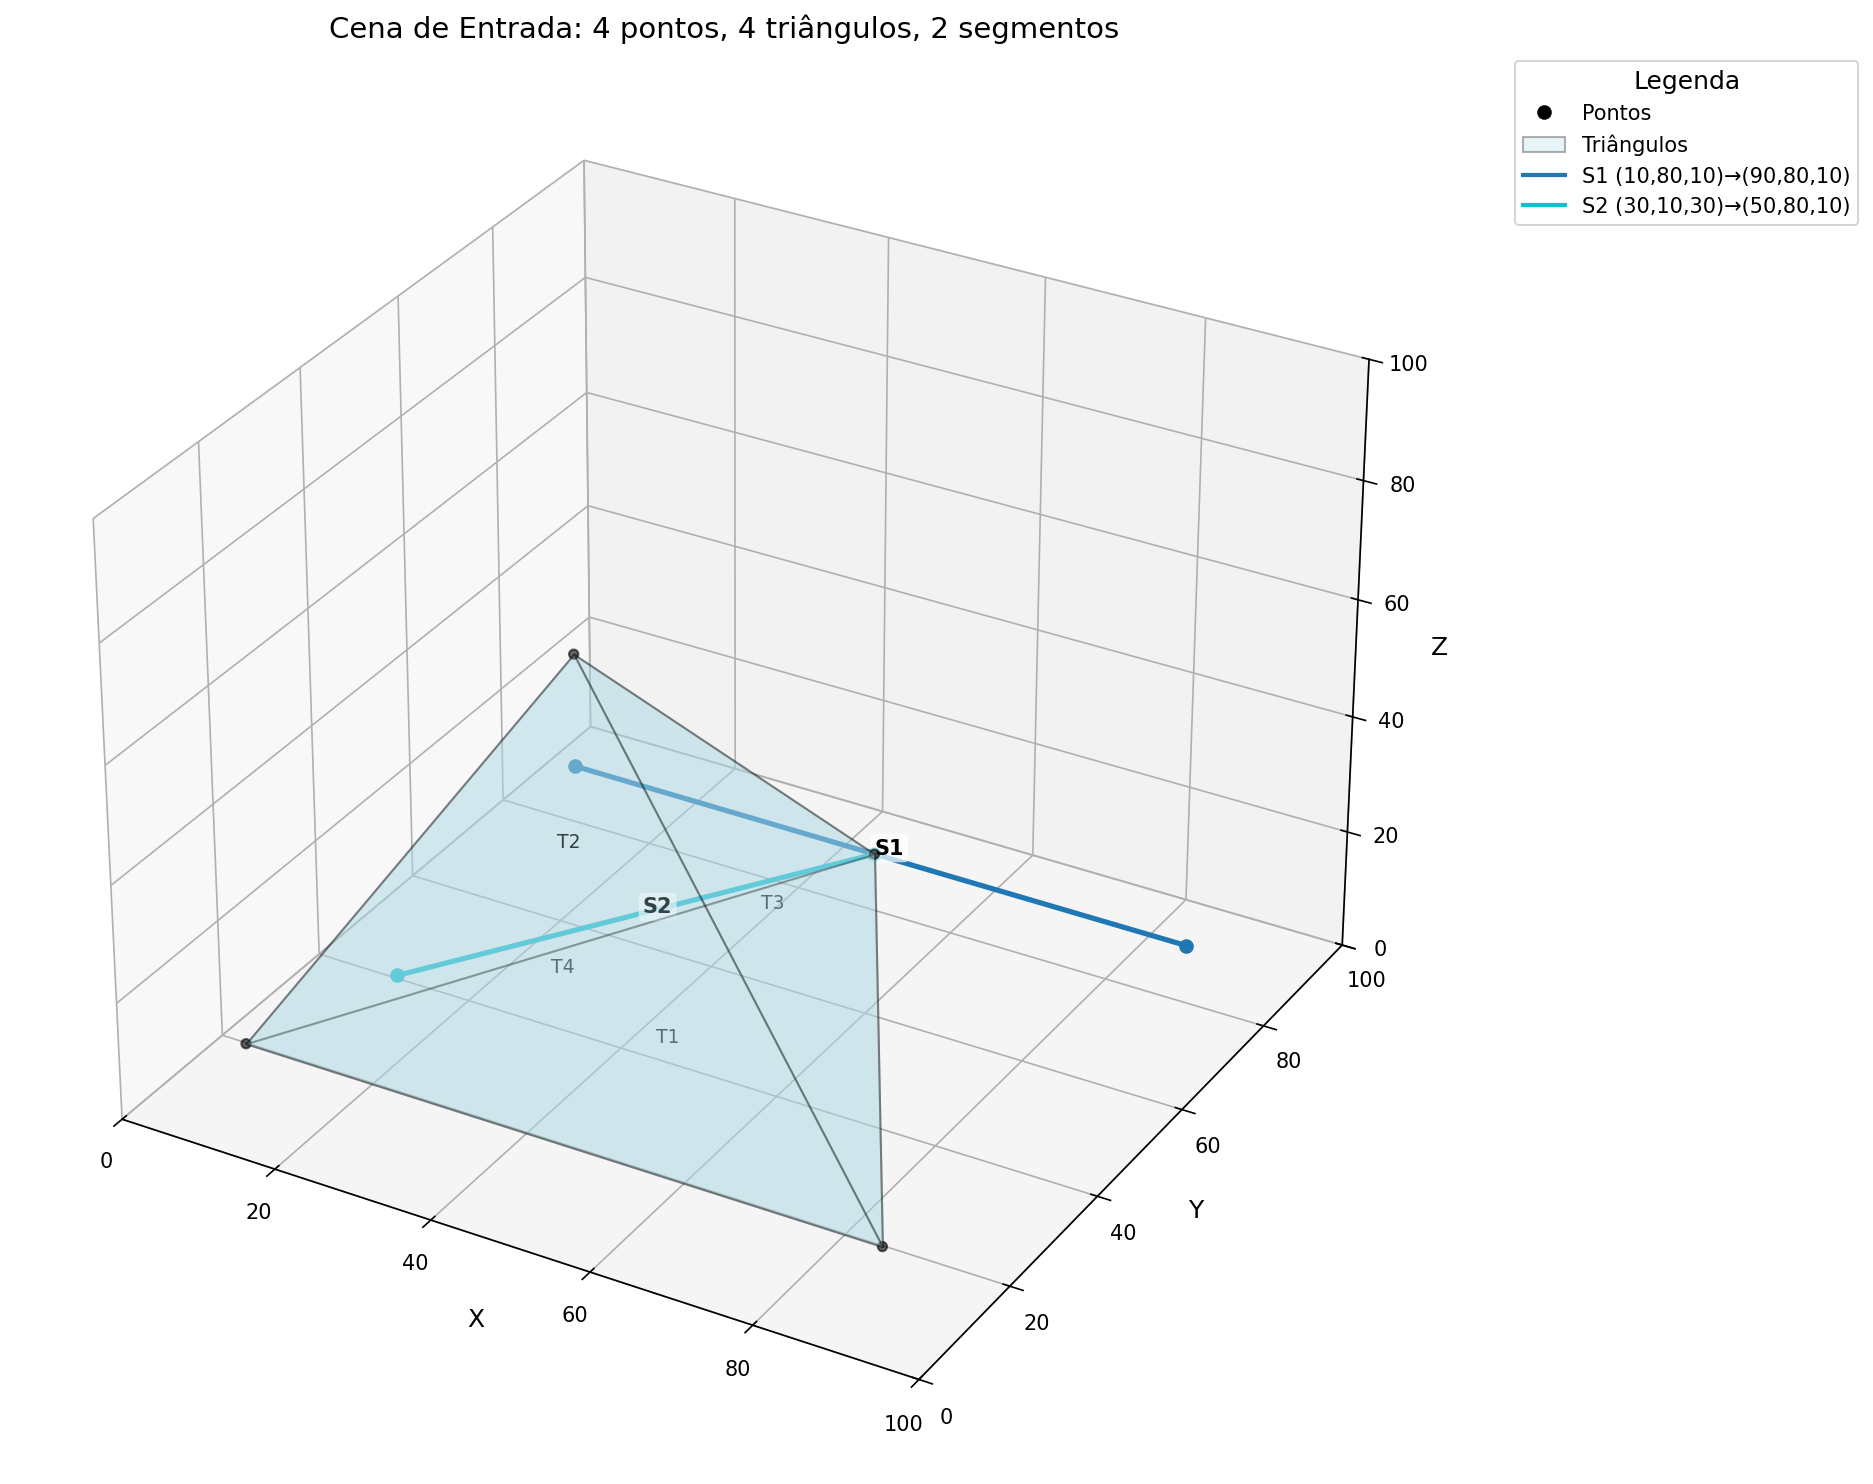 Cena de Entrada: 4 pontos, 4 triângulos, 2 segmentos
Legenda
Pontos
Triângulos
S1 (10,80,10)→(90,80,10)
S2 (30,10,30)→(50,80,10)
100
80
60
Z
40
20
0
100
80
60
Y
40
20
0
0
20
40
X
60
80
100
T2
S1
T3
S2
T4
T1